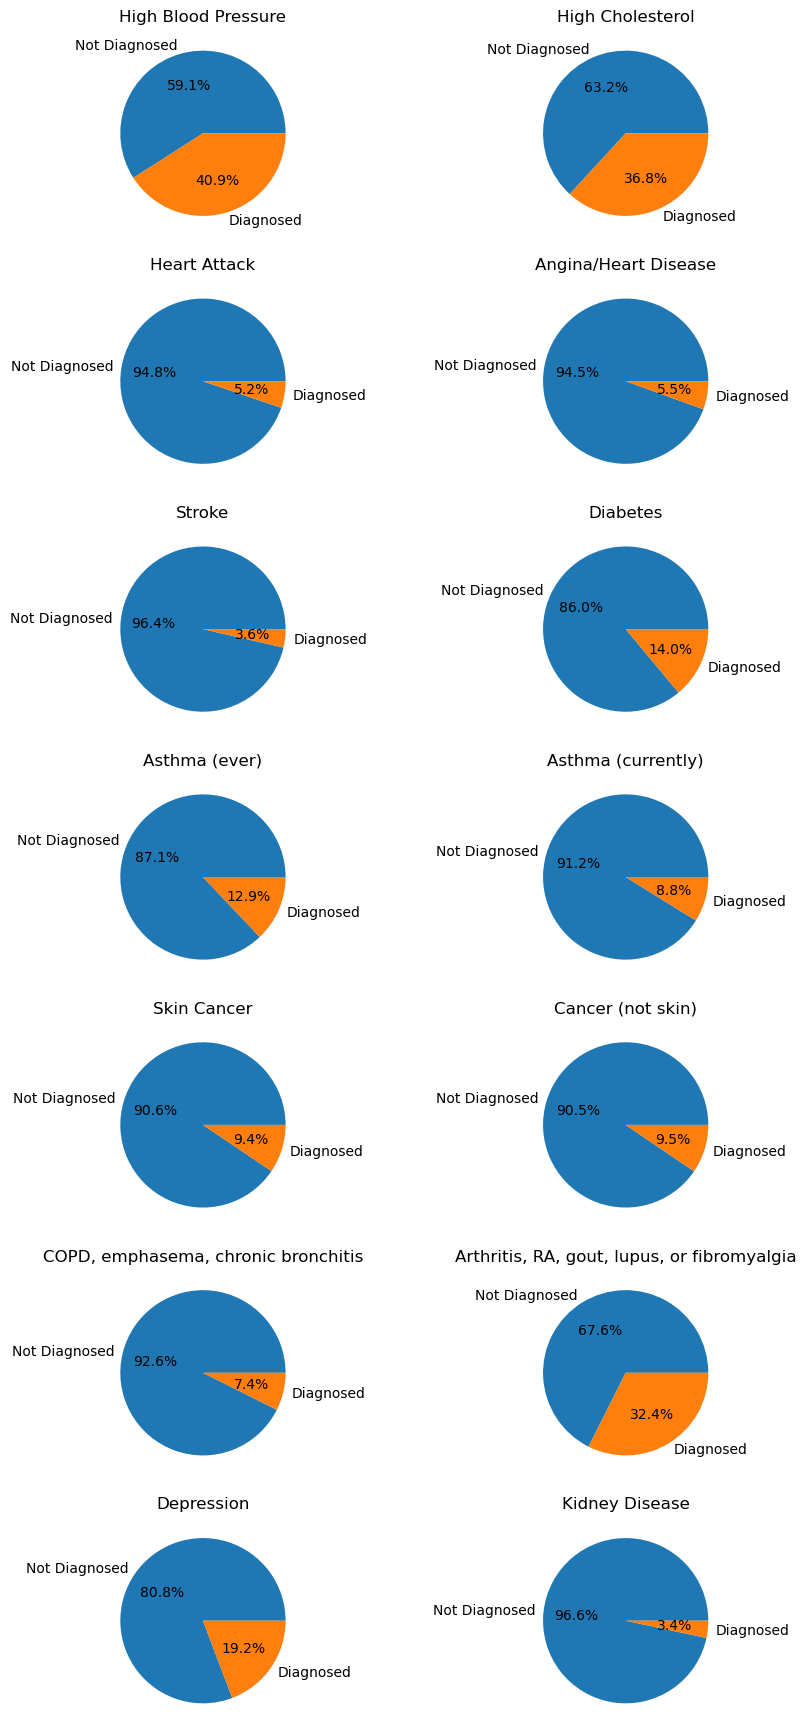 High Blood Pressure
Not Diagnosed
59.1%
40.9%
Diagnosed
High Cholesterol
Not Diagnosed
63.2%
36.8%
Diagnosed
Heart Attack
Not Diagnosed
94.8%
5.2%
Diagnosed
Angina/Heart Disease
Not Diagnosed
94.5%
5.5%
Diagnosed
Stroke
Not Diagnosed
96.4%
3.6%
Diagnosed
Diabetes
Not Diagnosed
86.0%
14.0%
Diagnosed
Asthma (ever)
Not Diagnosed
87.1%
12.9%
Diagnosed
Asthma (currently)
Not Diagnosed
91.2%
8.8%
Diagnosed
Skin Cancer
Not Diagnosed
90.6%
9.4%
Diagnosed
Cancer (not skin)
Not Diagnosed
90.5%
9.5%
Diagnosed
COPD, emphasema, chronic bronchitis
Not Diagnosed
92.6%
7.4%
Diagnosed
Arthritis, RA, gout, lupus, or fibromyalgia
Not Diagnosed
67.6%
32.4%
Diagnosed
Depression
Not Diagnosed
80.8%
19.2%
Diagnosed
Kidney Disease
Not Diagnosed
96.6%
3.4%
Diagnosed